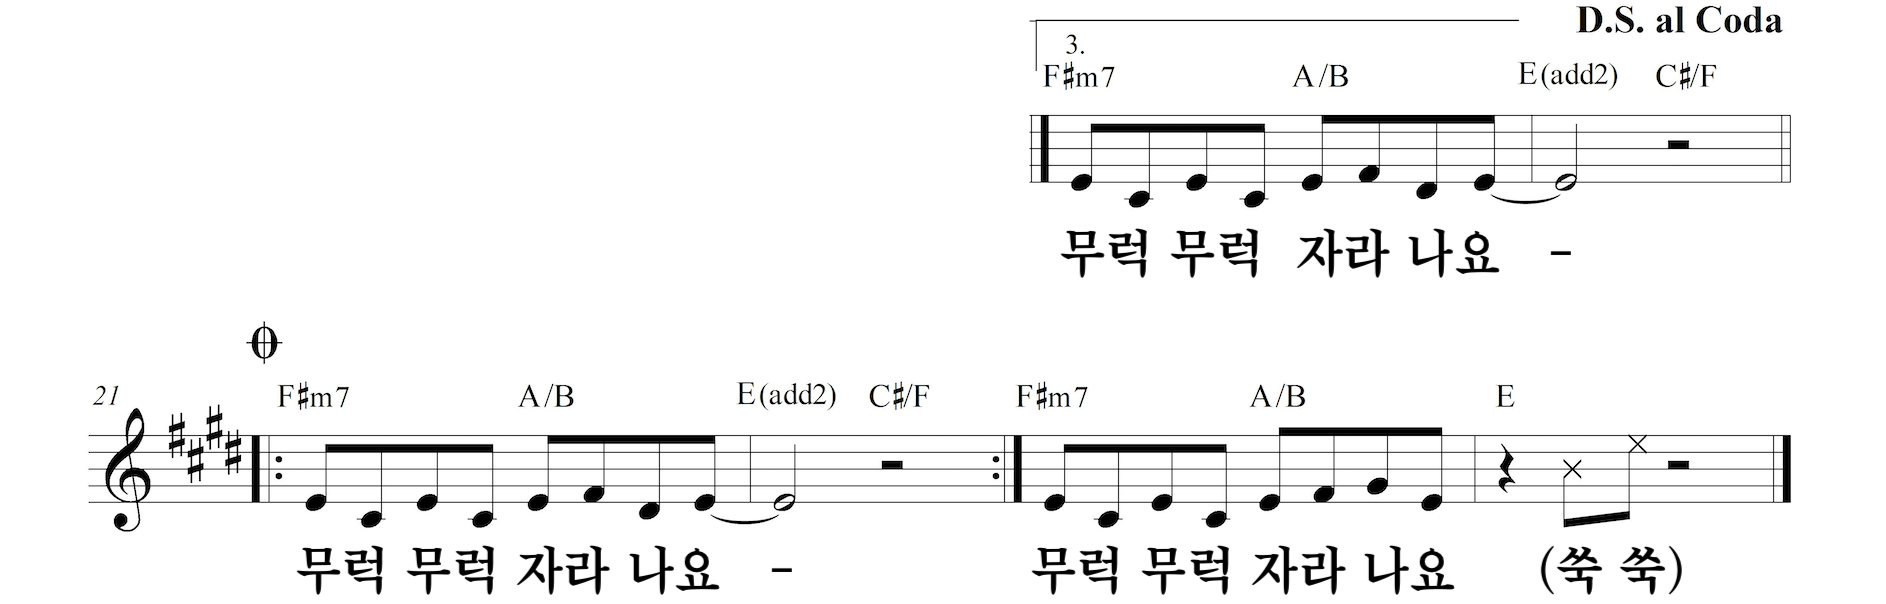 D.S. al Coda
3.
F♯m7 A/B E(add2) C♯/F
무럭 무럭 자라 나요 -
21
F♯m7 A/B E(add2) C♯/F F♯m7 A/B E
무럭 무럭 자라 나요 - 무럭 무럭 자라 나요 (쑥 쑥)